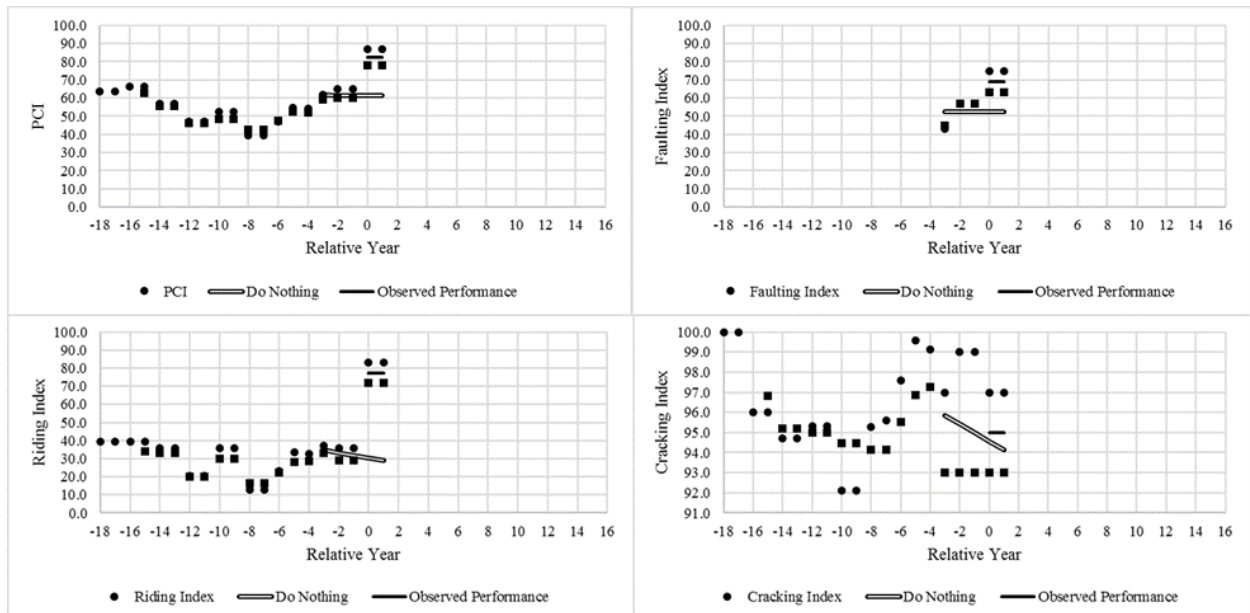 100.0
90.0
80.0
70.0
60.0
50.0
40.0
30.0
20.0
10.0
0.0
PCI
-18 -16 -14 -12 -10 -8 -6 -4 -2 0 2 4 6 8 10 12 14 16
Relative Year
PCI Do Nothing Observed Performance
100.0
90.0
80.0
70.0
60.0
50.0
40.0
30.0
20.0
10.0
0.0
Faulting Index
-18 -16 -14 -12 -10 -8 -6 -4 -2 0 2 4 6 8 10 12 14 16
Relative Year
Faulting Index Do Nothing Observed Performance
100.0
90.0
80.0
70.0
60.0
50.0
40.0
30.0
20.0
10.0
0.0
Riding Index
-18 -16 -14 -12 -10 -8 -6 -4 -2 0 2 4 6 8 10 12 14 16
Relative Year
Riding Index Do Nothing Observed Performance
100.0
99.0
98.0
97.0
96.0
95.0
94.0
93.0
92.0
91.0
Cracking Index
-18 -16 -14 -12 -10 -8 -6 -4 -2 0 2 4 6 8 10 12 14 16
Relative Year
Cracking Index Do Nothing Observed Performance